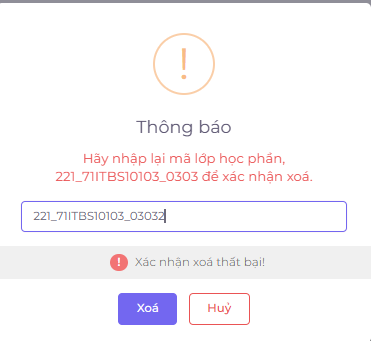 Thông báo
Hãy nhập lại mã lớp học phần,
221_71ITBS10103_0303 để xác nhận xoá.
221_71ITBS10103_03032
! Xác nhận xoá thất bại!
Xoá
Huỷ